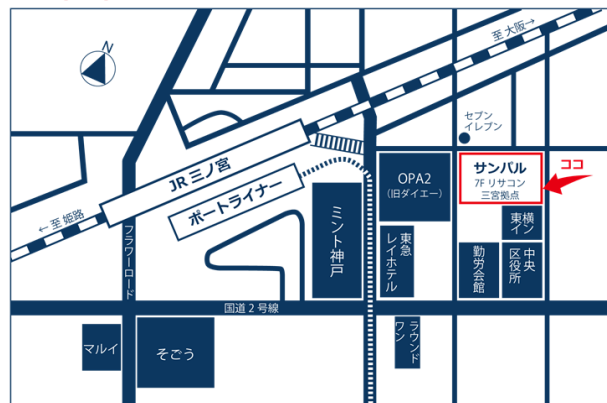 N
至 大阪→
セブン
イレブン
JR 三ノ宮
ポートライナー
← 至 姫路
フラワーロード
ミント神戸
OPA2
(旧ダイエー)
サンパル
7F リサコン
三宮拠点
ココ
東急
レイホテル
勤労会館
東横
イン
中央
区役所
国道 2 号線
マルイ
そごう
ラウンド
ワン